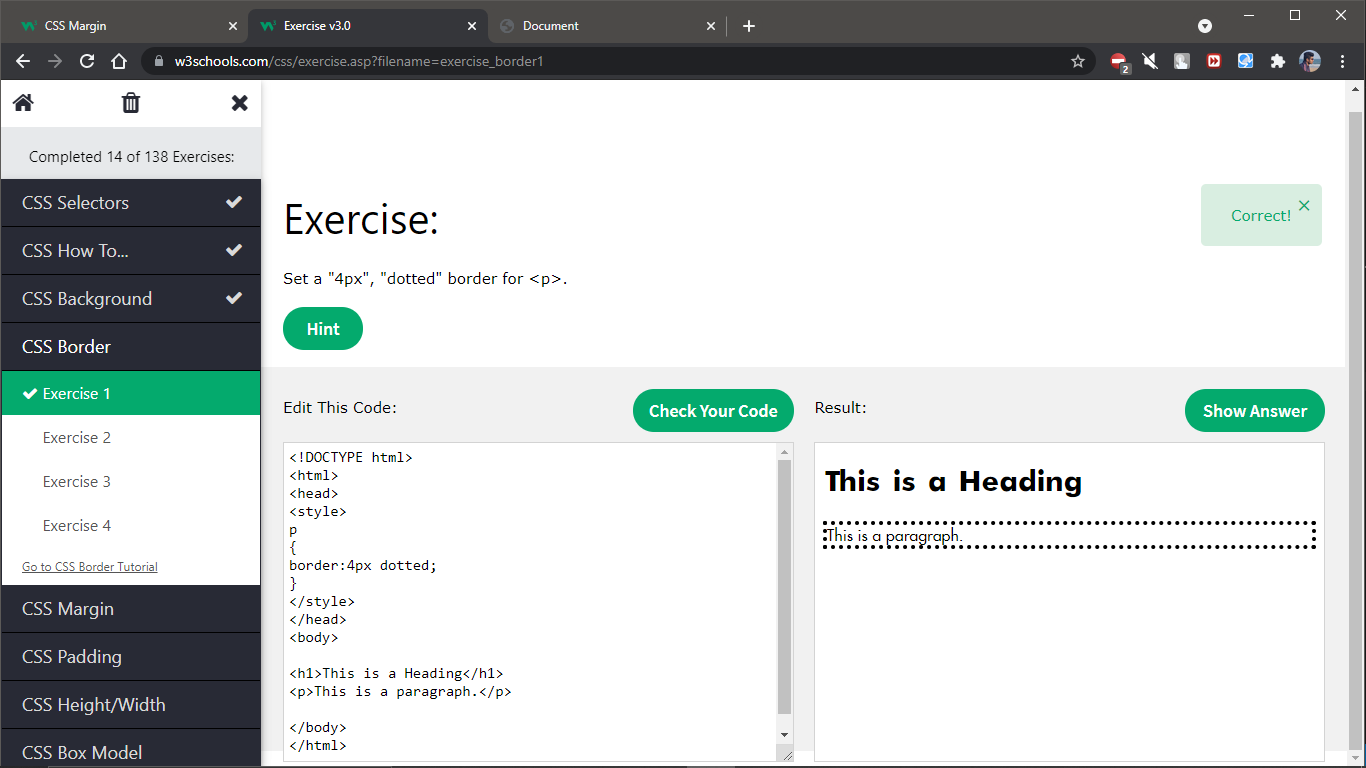 CSS Margin
Exercise v3.0
Document
w3schools.com/css/exercise.asp?filename=exercise_border1
2
Completed 14 of 138 Exercises:
CSS Selectors
CSS How To...
CSS Background
CSS Border
Exercise 1
Exercise 2
Exercise 3
Exercise 4
Go to CSS Border Tutorial
CSS Margin
CSS Padding
CSS Height/Width
CSS Box Model
Exercise:
Correct!
Set a "4px", "dotted" border for <p>.
Hint
Edit This Code:
Check Your Code
<!DOCTYPE html>
<html>
<head>
<style>
p
{
border:4px dotted;
}
</style>
</head>
<body>
<h1>This is a Heading</h1>
<p>This is a paragraph.</p>
</body>
</html>
Result:
Show Answer
This is a Heading
This is a paragraph.